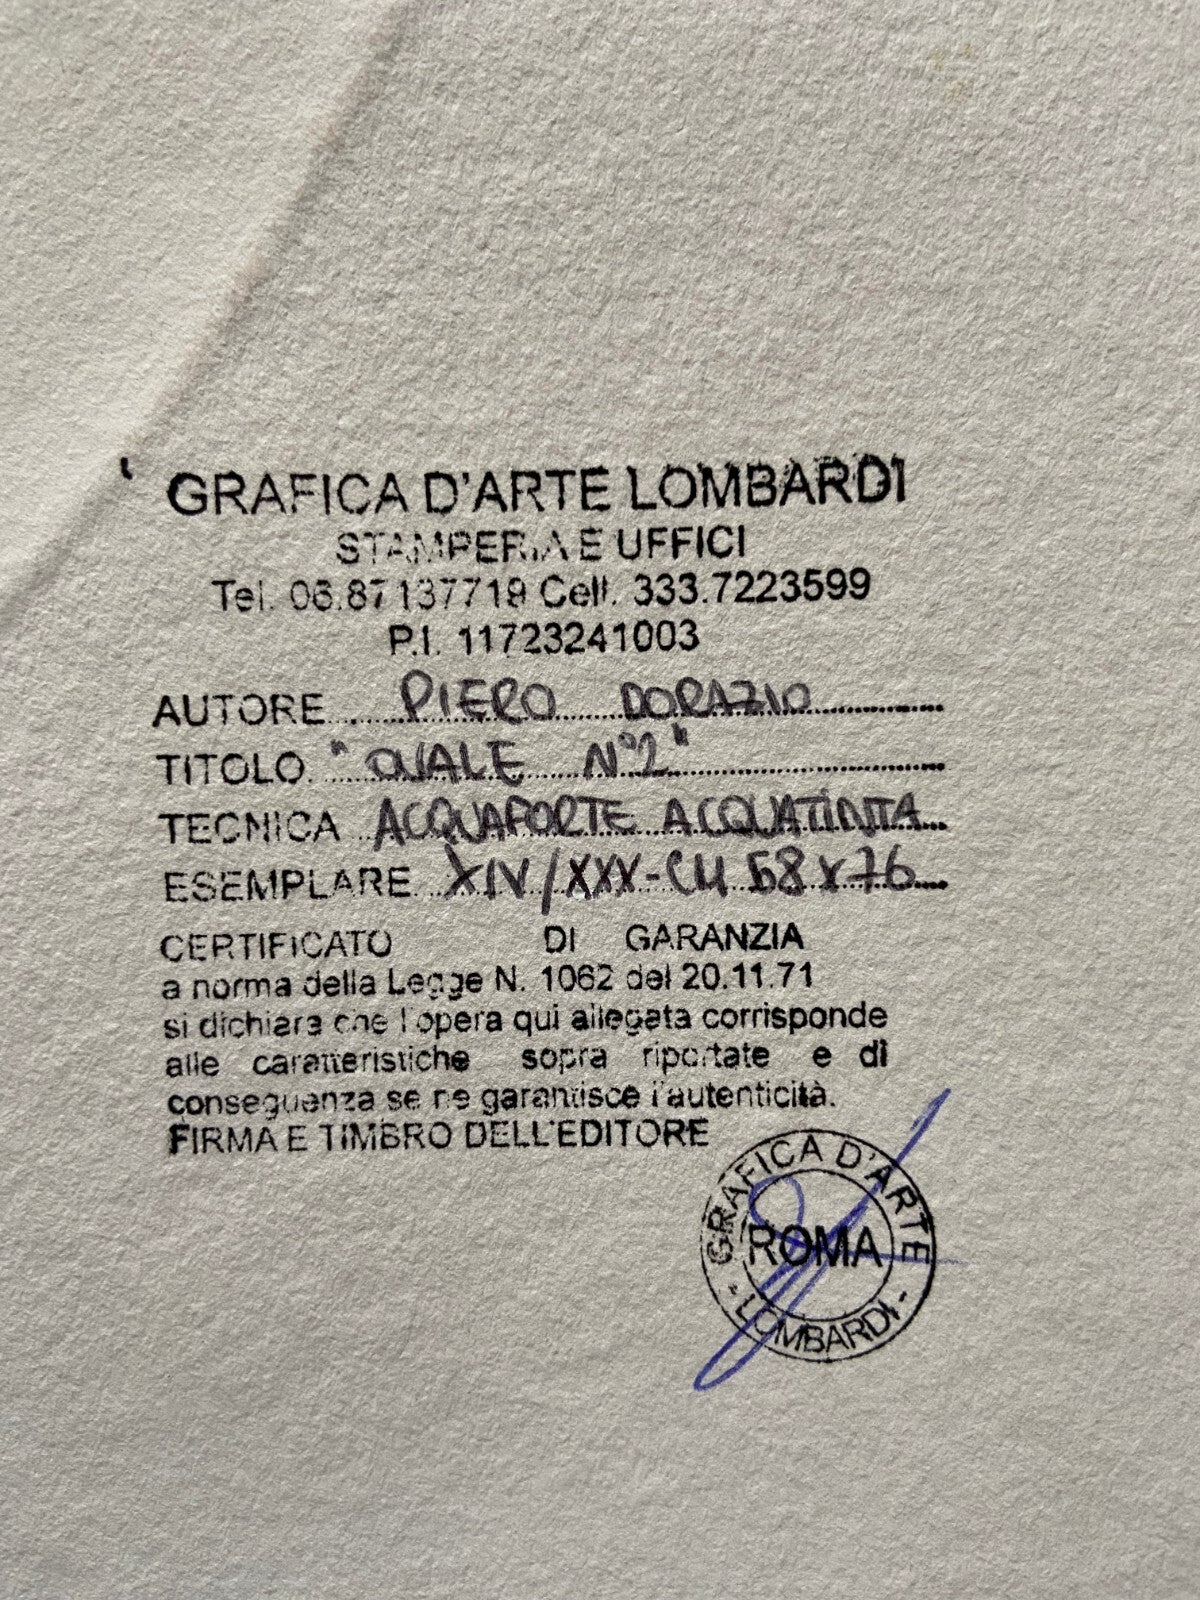 GRAFICA D'ARTE LOMBARDI
STAMPERIA E UFFICI
Tel. 06.87137719 Cell. 333.7223599
P.I. 11723241003
AUTORE PIERO DORAZIO
TITOLO "OVALE N°2"
TECNICA ACQUAFORTE ACQUATINTA
ESEMPLARE XIV/XXX-CM 58x76
CERTIFICATO DI GARANZIA
a norma della Legge N. 1062 del 20.11.71
si dichiara che l'opera qui allegata corrisponde
alle caratteristiche sopra riportate e di
conseguenza se ne garantisce l'autenticità.
FIRMA E TIMBRO DELL'EDITORE
GRAFICA D'ARTE
ROMA
- LOMBARDI -